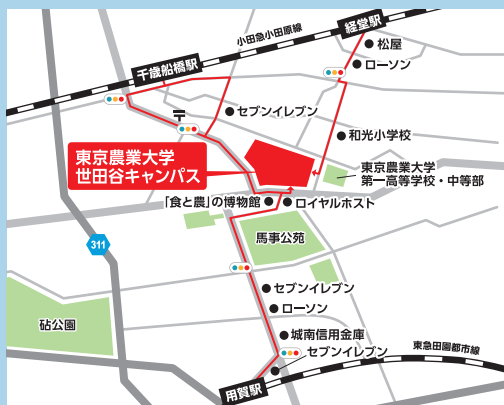 小田急小田原線
経堂駅
松屋
千歳船橋駅
ローソン
〒
セブンイレブン
和光小学校
東京農業大学
世田谷キャンパス
東京農業大学
第一高等学校・中等部
「食と農」の博物館
ロイヤルホスト
馬事公苑
311
セブンイレブン
ローソン
砧公園
城南信用金庫
セブンイレブン
東急田園都市線
用賀駅